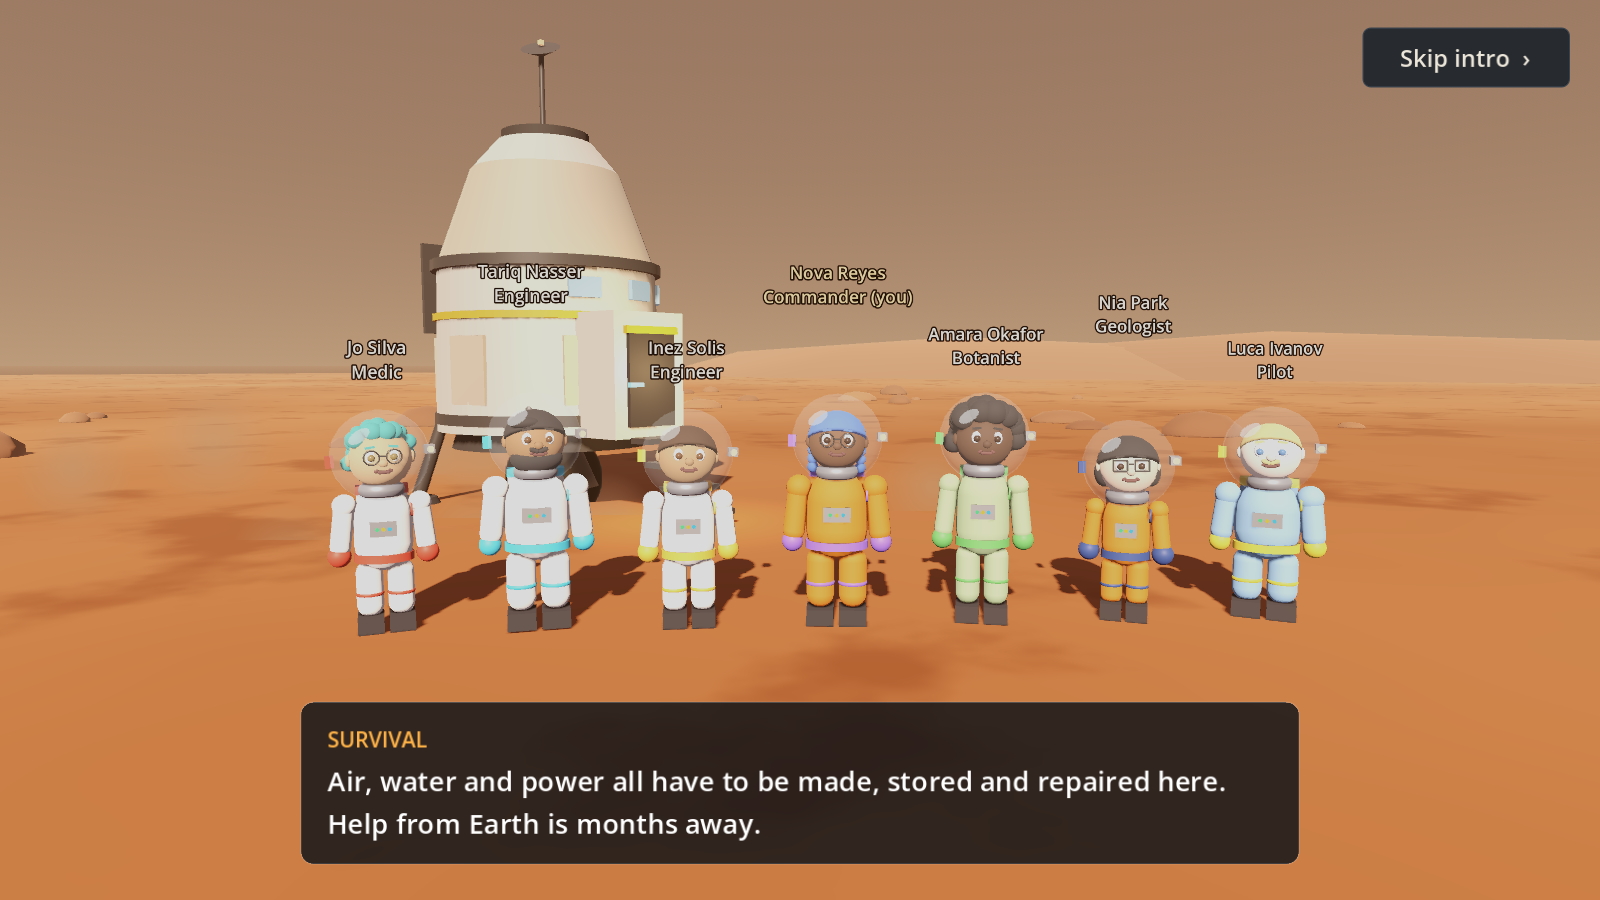 Skip intro ›
Tariq Nasser
Engineer
Nova Reyes
Commander (you)
Nia Park
Geologist
Jo Silva
Medic
Inez Solis
Engineer
Amara Okafor
Botanist
Luca Ivanov
Pilot
SURVIVAL
Air, water and power all have to be made, stored and repaired here.
Help from Earth is months away.